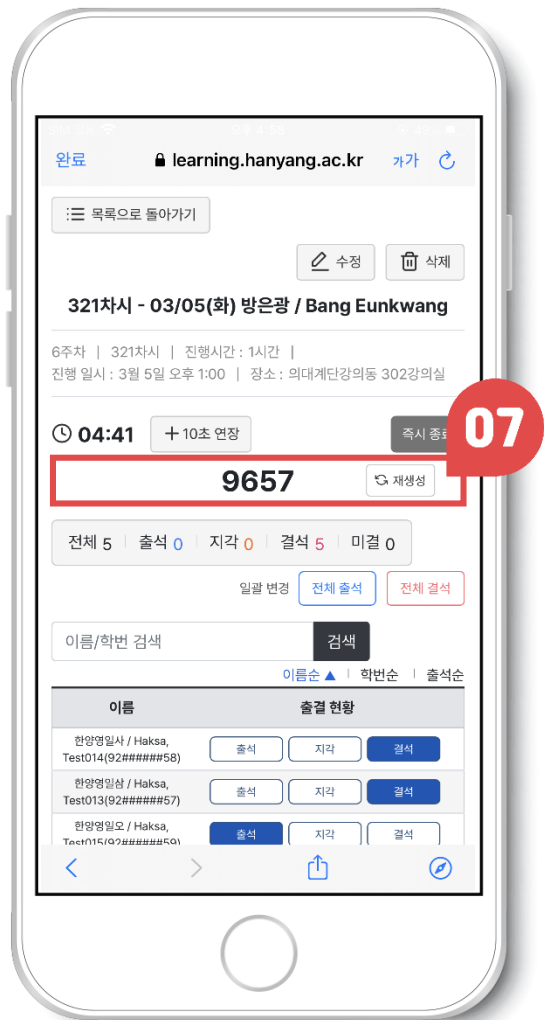 완료 learning.hanyang.ac.kr 가가
목록으로 돌아가기
수정 삭제
321차시 - 03/05(화) 방은광 / Bang Eunkwang
6주차 | 321차시 | 진행시간 : 1시간 |
진행 일시 : 3월 5일 오후 1:00 | 장소 : 의대계단강의동 302강의실
04:41 + 10초 연장 즉시
07
9657 재생성
전체 5 출석 0 지각 0 결석 5 미결 0
일괄 변경 전체 출석 전체 결석
이름/학번 검색 검색
이름순 ▲ 학번순 출석순
이름 출결 현황
한양영일사 / Haksa,
Test014(92######58) 출석 지각 결석
한양영일삼 / Haksa,
Test013(92######57) 출석 지각 결석
한양영일오 / Haksa,
Test015(92######59) 출석 지각 결석